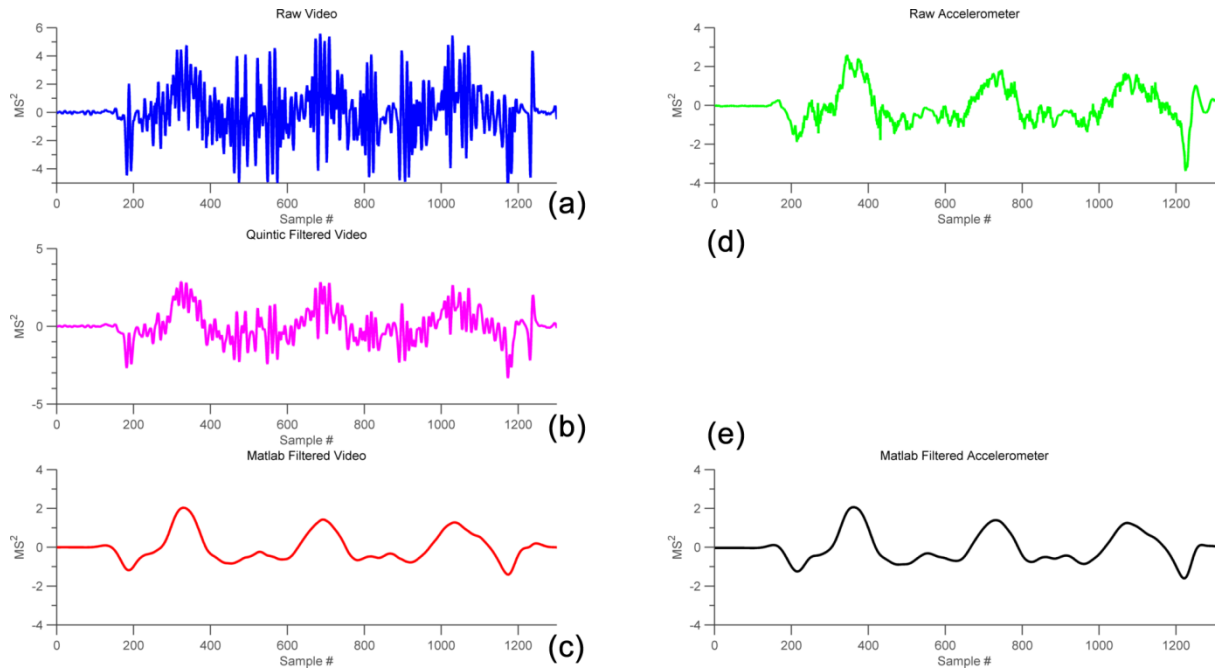 Raw Video
6
4
2
0
-2
-4
MS²
0 200 400 600 800 1000 1200
Sample #
(a)
Quintic Filtered Video
5
0
-5
MS²
0 200 400 600 800 1000 1200
Sample #
(b)
Matlab Filtered Video
4
2
0
-2
-4
MS²
0 200 400 600 800 1000 1200
Sample #
(c)
Raw Accelerometer
4
2
0
-2
-4
MS²
0 200 400 600 800 1000 1200
Sample #
(d)
(e)
Matlab Filtered Accelerometer
4
2
0
-2
-4
MS²
0 200 400 600 800 1000 1200
Sample #